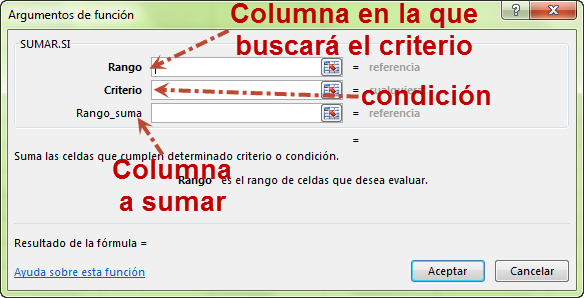 Argumentos de función
?
Columna en la que
buscará el criterio
SUMAR.SI
Rango = referencia
Criterio = cualquiera
condición
Rango_suma = referencia
=
Suma las celdas que cumplen determinado criterio o condición.
Columna
a sumar
Rango es el rango de celdas que desea evaluar.
Resultado de la fórmula =
Ayuda sobre esta función
Aceptar
Cancelar